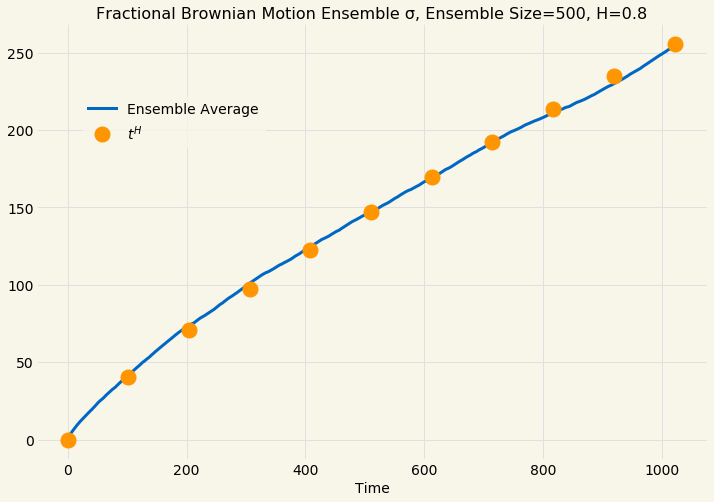 Fractional Brownian Motion Ensemble σ, Ensemble Size=500, H=0.8
250
200
150
100
50
0
Ensemble Average
t^H
0 200 400 600 800 1000
Time